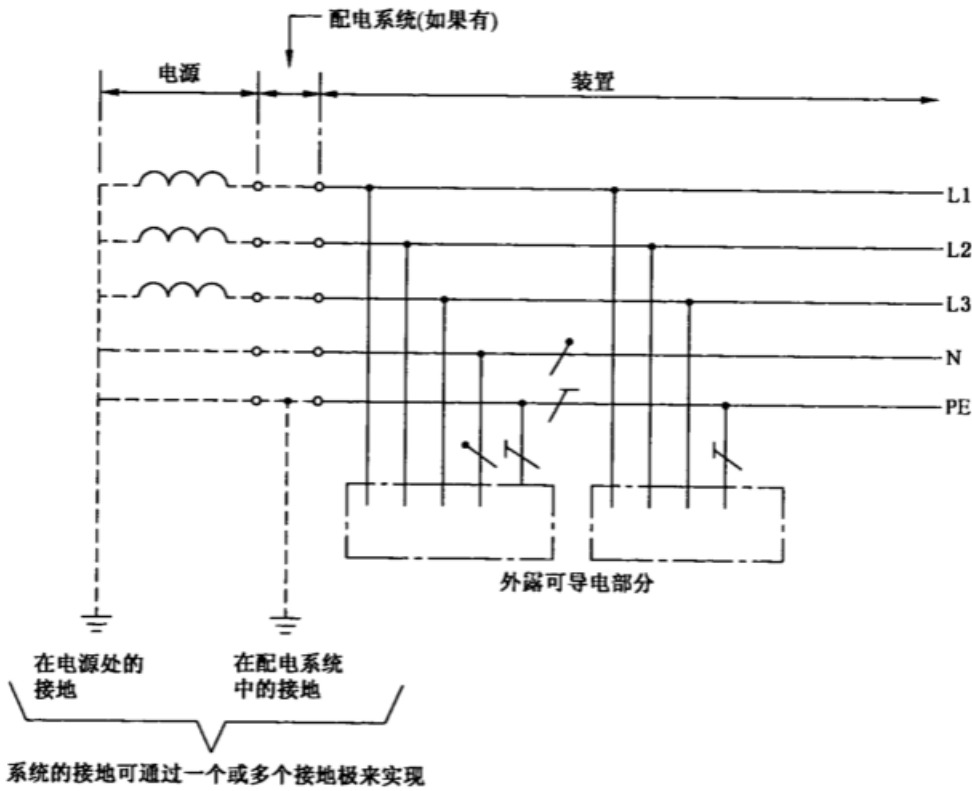 配电系统(如果有)
电源
装置
L1
L2
L3
N
PE
外露可导电部分
在电源处的
接地
在配电系统
中的接地
系统的接地可通过一个或多个接地极来实现